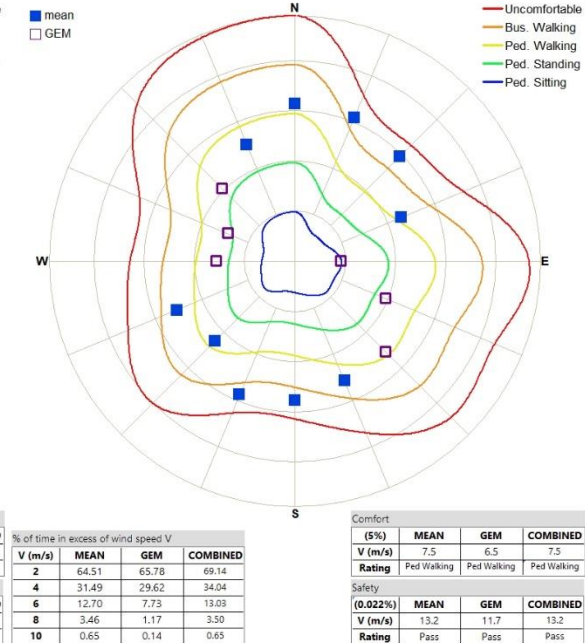 mean
GEM
N
Uncomfortable
Bus. Walking
Ped. Walking
Ped. Standing
Ped. Sitting
W
E
S
% of time in excess of wind speed V
V (m/s) MEAN GEM COMBINED
2 64.51 65.78 69.14
4 31.49 29.62 34.04
6 12.70 7.73 13.03
8 3.46 1.17 3.50
10 0.65 0.14 0.65
Comfort
(5%) MEAN GEM COMBINED
V (m/s) 7.5 6.5 7.5
Rating Ped Walking Ped Walking Ped Walking
Safety
(0.022%) MEAN GEM COMBINED
V (m/s) 13.2 11.7 13.2
Rating Pass Pass Pass